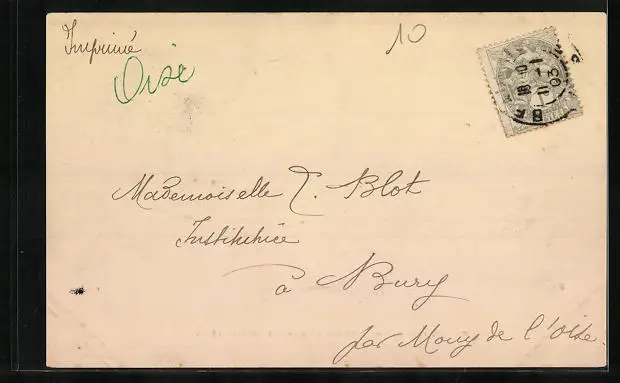 Imprimé
Oise
10
Mademoiselle T. Blot
Institutrice
à Bury
par Mouy de l'Oise.